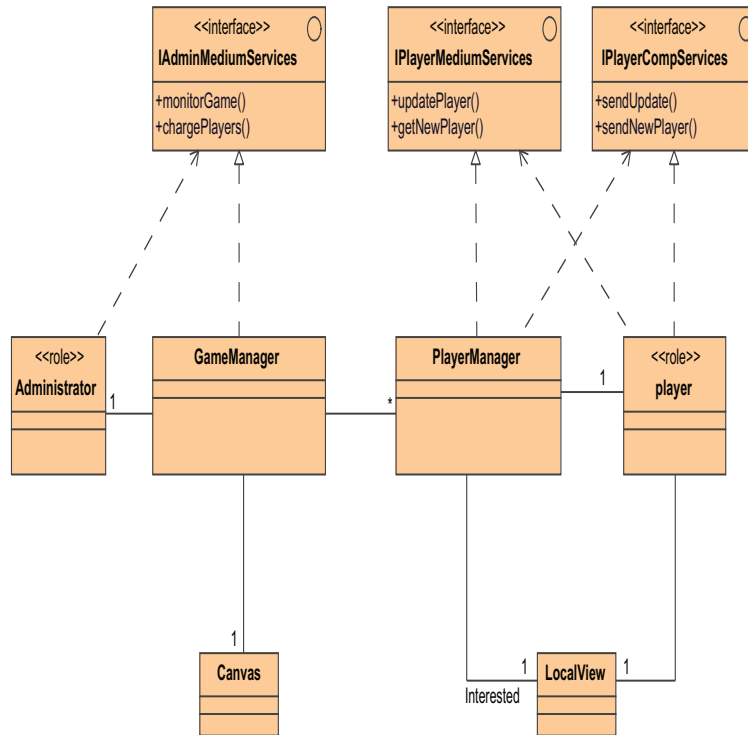 <<interface>>
IAdminMediumServices
+monitorGame()
+chargePlayers()
<<interface>>
IPlayerMediumServices
+updatePlayer()
+getNewPlayer()
<<interface>>
IPlayerCompServices
+sendUpdate()
+sendNewPlayer()
<<role>>
Administrator
1
GameManager
*
PlayerManager
1
<<role>>
player
1
Canvas
Interested
1
LocalView
1